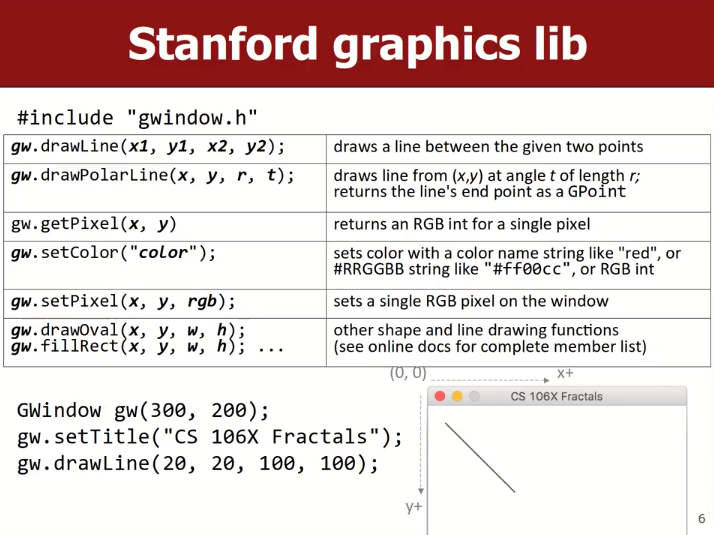 Stanford graphics lib
#include "gwindow.h"
gw.drawLine(x1, y1, x2, y2);
draws a line between the given two points
gw.drawPolarLine(x, y, r, t);
draws line from (x,y) at angle t of length r;
returns the line's end point as a GPoint
gw.getPixel(x, y)
returns an RGB int for a single pixel
gw.setColor("color");
sets color with a color name string like "red", or
#RRGGBB string like "#ff00cc", or RGB int
gw.setPixel(x, y, rgb);
sets a single RGB pixel on the window
gw.drawOval(x, y, w, h);
gw.fillRect(x, y, w, h); ...
other shape and line drawing functions
(see online docs for complete member list)
(0, 0)
x+
GWindow gw(300, 200);
gw.setTitle("CS 106X Fractals");
gw.drawLine(20, 20, 100, 100);
CS 106X Fractals
y+
6